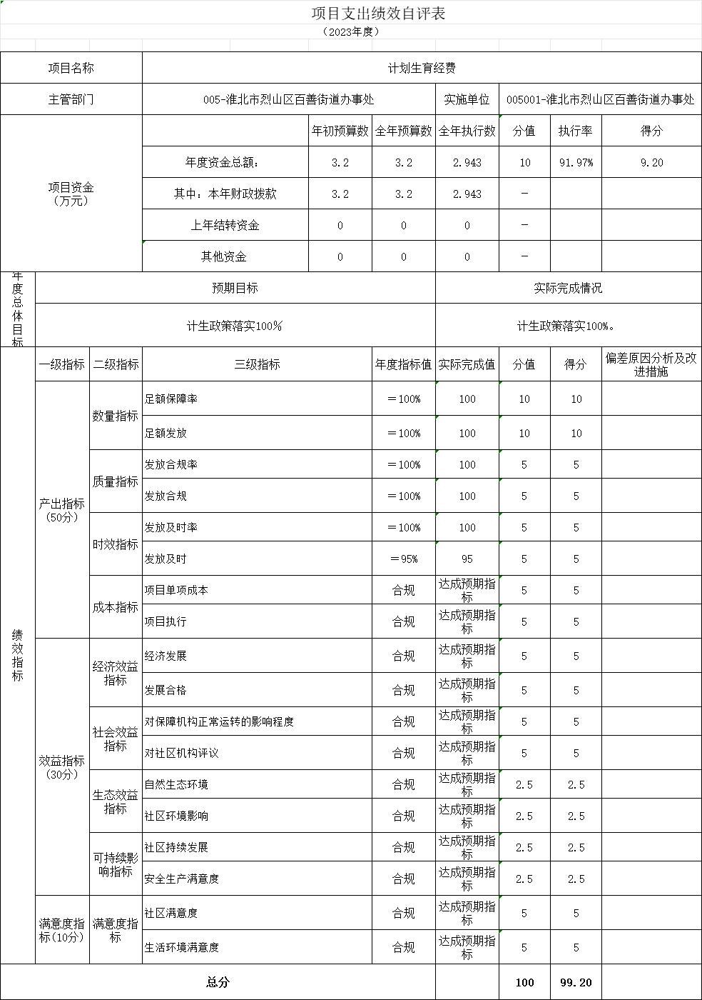 项目支出绩效自评表
（2023年度）
项目名称 计划生育经费
主管部门 005-淮北市烈山区百善街道办事处 实施单位 005001-淮北市烈山区百善街道办事处
项目资金
（万元）
年初预算数 全年预算数 全年执行数 分值 执行率 得分
年度资金总额： 3.2 3.2 2.943 10 91.97% 9.20
其中：本年财政拨款 3.2 3.2 2.943 －
上年结转资金 0 0 0 －
其他资金 0 0 0 －
年度总体目标
预期目标 实际完成情况
计生政策落实100％ 计生政策落实100%。
绩效指标
一级指标 二级指标 三级指标 年度指标值 实际完成值 分值 得分 偏差原因分析及改
进措施
产出指标
(50分)
数量指标
足额保障率 ＝100% 100 10 10
足额发放 ＝100% 100 10 10
质量指标
发放合规率 ＝100% 100 5 5
发放合规 ＝100% 100 5 5
时效指标
发放及时率 ＝100% 100 5 5
发放及时 ＝95% 95 5 5
成本指标
项目单项成本 合规 达成预期指
标 5 5
项目执行 合规 达成预期指
标 5 5
效益指标
(30分)
经济效益
指标
经济发展 合规 达成预期指
标 5 5
发展合格 合规 达成预期指
标 5 5
社会效益
指标
对保障机构正常运转的影响程度 合规 达成预期指
标 5 5
对社区机构评议 合规 达成预期指
标 5 5
生态效益
指标
自然生态环境 合规 达成预期指
标 2.5 2.5
社区环境影响 合规 达成预期指
标 2.5 2.5
可持续影
响指标
社区持续发展 合规 达成预期指
标 2.5 2.5
安全生产满意度 合规 达成预期指
标 2.5 2.5
满意度指
标(10分)
满意度指
标
社区满意度 合规 达成预期指
标 5 5
生活环境满意度 合规 达成预期指
标 5 5
总分 100 99.20